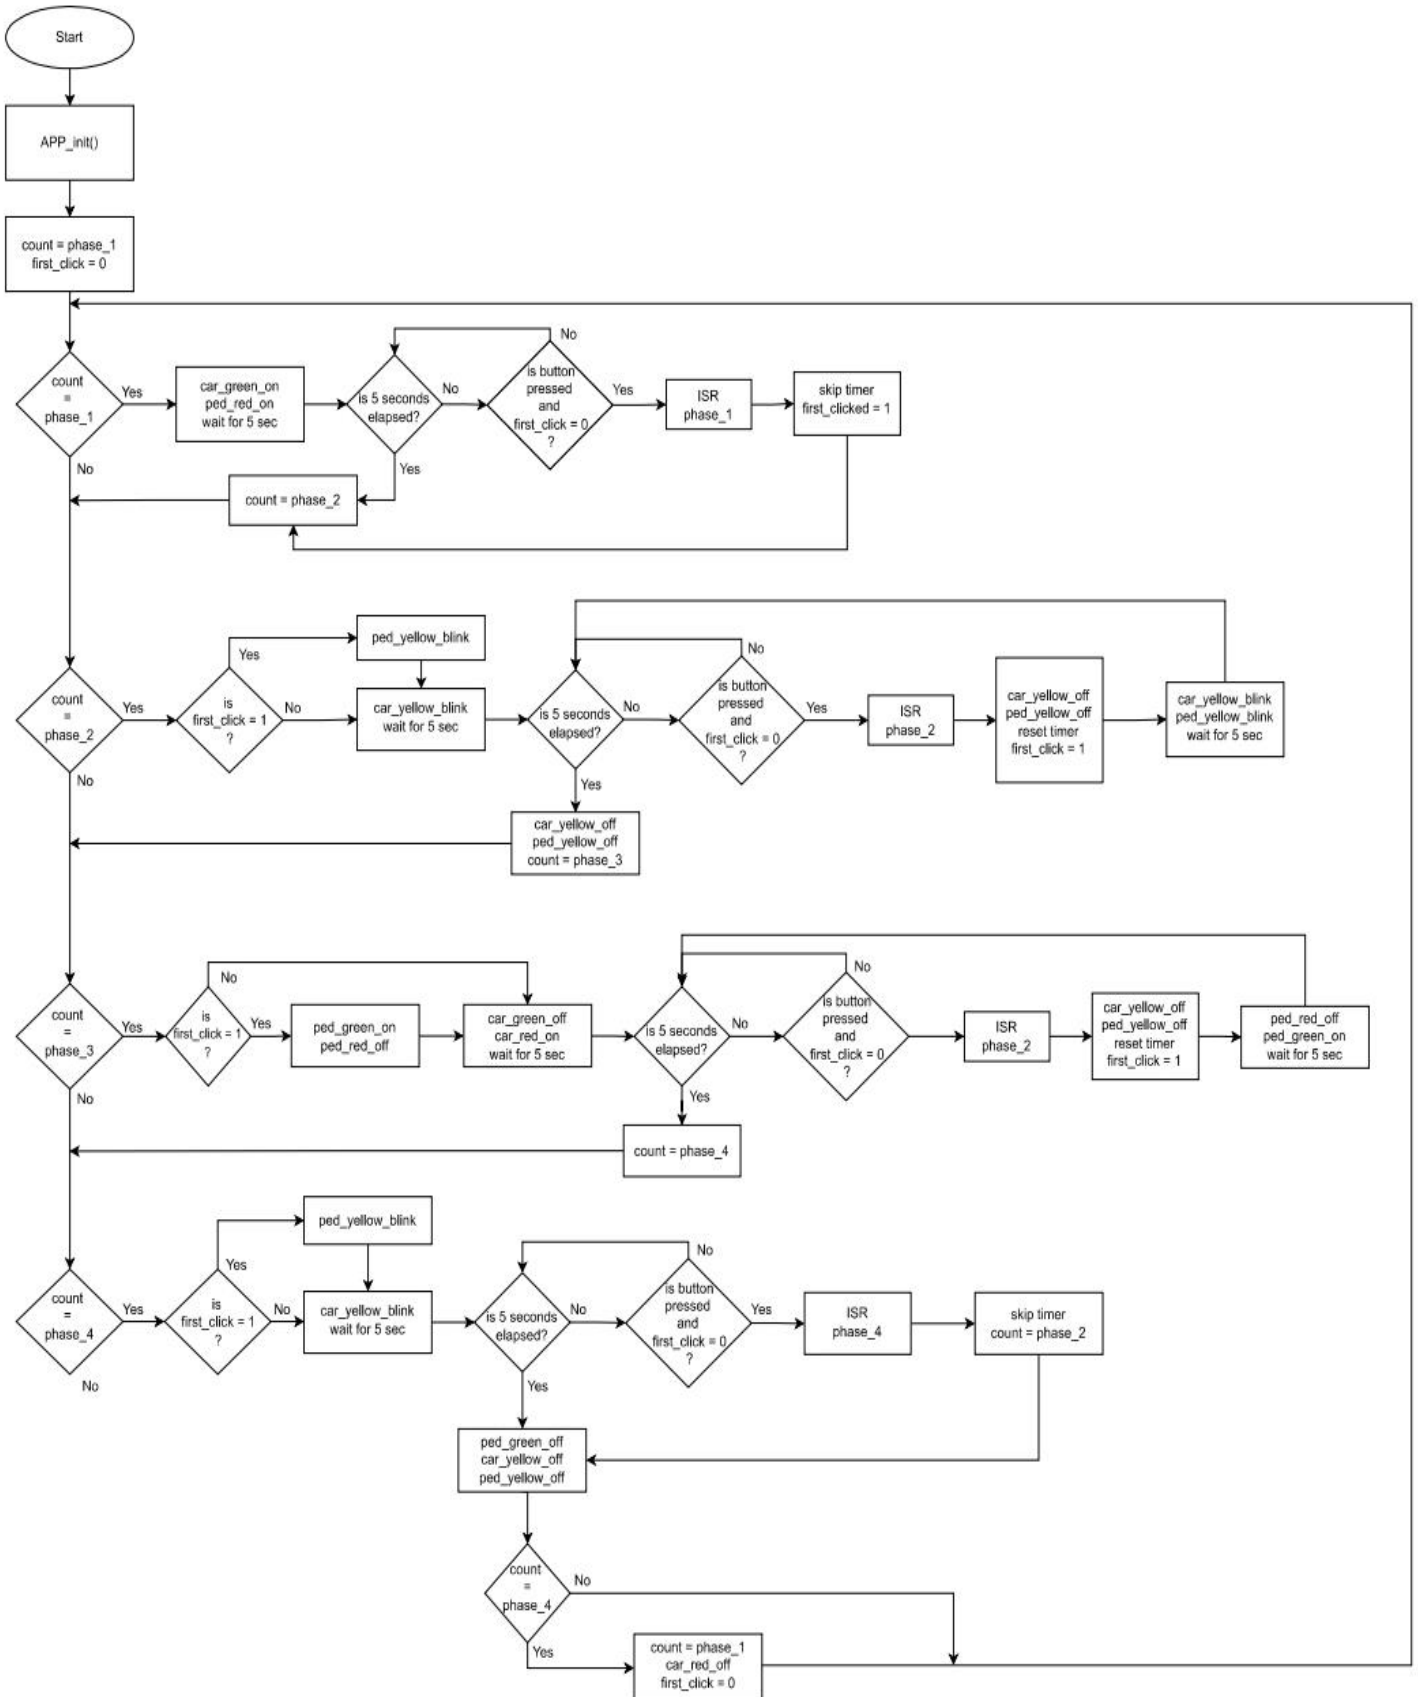 Start
APP_init()
count = phase_1
first_click = 0
count
=
phase_1
Yes
No
car_green_on
ped_red_on
wait for 5 sec
is 5 seconds
elapsed?
No
Yes
is button
pressed
and
first_click = 0
?
No
Yes
ISR
phase_1
skip timer
first_clicked = 1
count = phase_2
count
=
phase_2
Yes
No
is
first_click = 1
?
Yes
No
ped_yellow_blink
car_yellow_blink
wait for 5 sec
is 5 seconds
elapsed?
No
Yes
is button
pressed
and
first_click = 0
?
No
Yes
ISR
phase_2
car_yellow_off
ped_yellow_off
reset timer
first_click = 1
car_yellow_blink
ped_yellow_blink
wait for 5 sec
car_yellow_off
ped_yellow_off
count = phase_3
count
=
phase_3
Yes
No
is
first_click = 1
?
No
Yes
ped_green_on
ped_red_off
car_green_off
car_red_on
wait for 5 sec
is 5 seconds
elapsed?
No
Yes
is button
pressed
and
first_click = 0
?
No
ISR
phase_2
car_yellow_off
ped_yellow_off
reset timer
first_click = 1
ped_red_off
ped_green_on
wait for 5 sec
count = phase_4
count
=
phase_4
Yes
No
is
first_click = 1
?
Yes
No
ped_yellow_blink
car_yellow_blink
wait for 5 sec
is 5 seconds
elapsed?
No
Yes
is button
pressed
and
first_click = 0
?
No
Yes
ISR
phase_4
skip timer
count = phase_2
ped_green_off
car_yellow_off
ped_yellow_off
count
=
phase_4
No
Yes
count = phase_1
car_red_off
first_click = 0